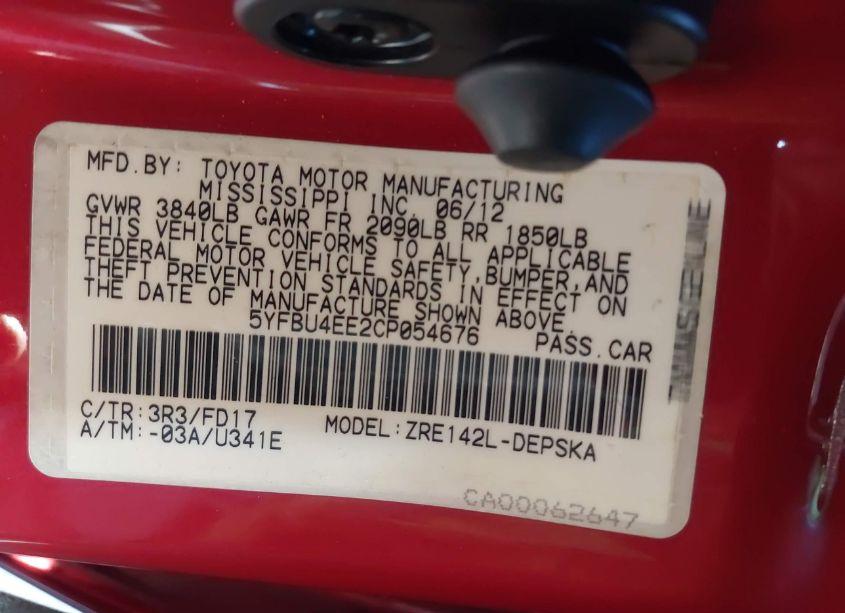 MFD.BY: TOYOTA MOTOR MANUFACTURING
MISSISSIPPI INC. 06/12
GVWR 3840LB GAWR FR 2090LB RR 1850LB
THIS VEHICLE CONFORMS TO ALL APPLICABLE
FEDERAL MOTOR VEHICLE SAFETY,BUMPER,AND
THEFT PREVENTION STANDARDS IN EFFECT ON
THE DATE OF MANUFACTURE SHOWN ABOVE.
5YFBU4EE2CP054676 PASS.CAR
C/TR:3R3/FD17
A/TM:-03A/U341E
MODEL:ZRE142L-DEPSKA
CA00062647